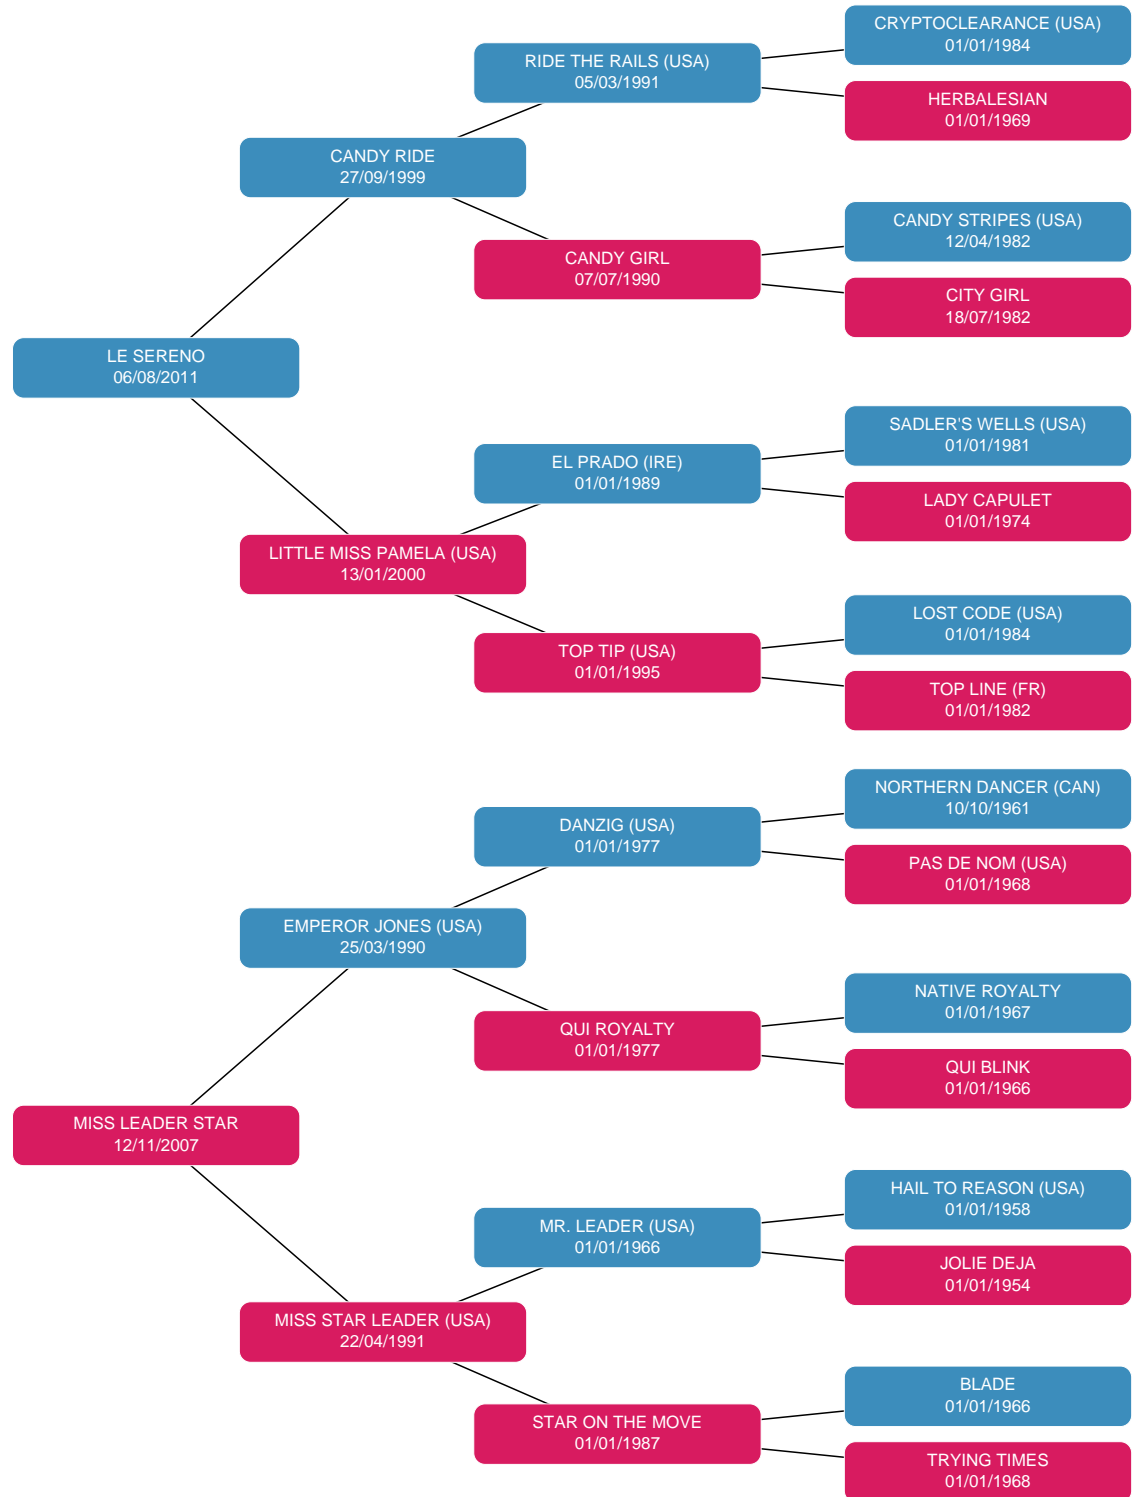 CRYPTOCLEARANCE (USA)
01/01/1984
RIDE THE RAILS (USA)
05/03/1991
HERBALESIAN
01/01/1969
CANDY RIDE
27/09/1999
CANDY STRIPES (USA)
12/04/1982
CANDY GIRL
07/07/1990
CITY GIRL
18/07/1982
LE SERENO
06/08/2011
SADLER'S WELLS (USA)
01/01/1981
EL PRADO (IRE)
01/01/1989
LADY CAPULET
01/01/1974
LITTLE MISS PAMELA (USA)
13/01/2000
LOST CODE (USA)
01/01/1984
TOP TIP (USA)
01/01/1995
TOP LINE (FR)
01/01/1982
NORTHERN DANCER (CAN)
10/10/1961
DANZIG (USA)
01/01/1977
PAS DE NOM (USA)
01/01/1968
EMPEROR JONES (USA)
25/03/1990
NATIVE ROYALTY
01/01/1967
QUI ROYALTY
01/01/1977
QUI BLINK
01/01/1966
MISS LEADER STAR
12/11/2007
HAIL TO REASON (USA)
01/01/1958
MR. LEADER (USA)
01/01/1966
JOLIE DEJA
01/01/1954
MISS STAR LEADER (USA)
22/04/1991
BLADE
01/01/1966
STAR ON THE MOVE
01/01/1987
TRYING TIMES
01/01/1968